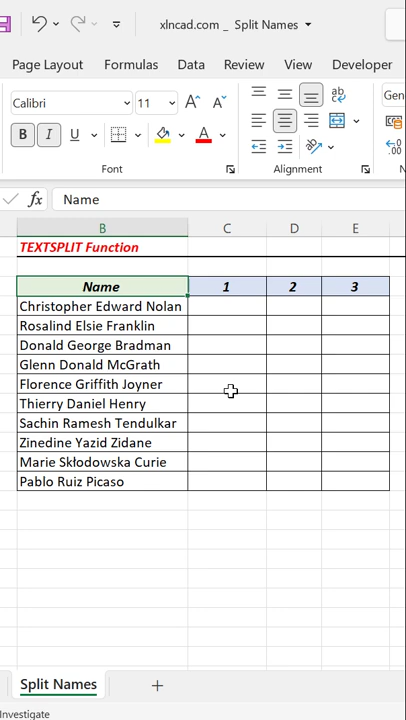 xlncad.com _ Split Names
Page Layout Formulas Data Review View Developer
Calibri 11 A A ab Gen
B I U A
Font Alignment
fx Name
B C D E
TEXTSPLIT Function
Name 1 2 3
Christopher Edward Nolan
Rosalind Elsie Franklin
Donald George Bradman
Glenn Donald McGrath
Florence Griffith Joyner
Thierry Daniel Henry
Sachin Ramesh Tendulkar
Zinedine Yazid Zidane
Marie Skłodowska Curie
Pablo Ruiz Picaso
Split Names
Investigate